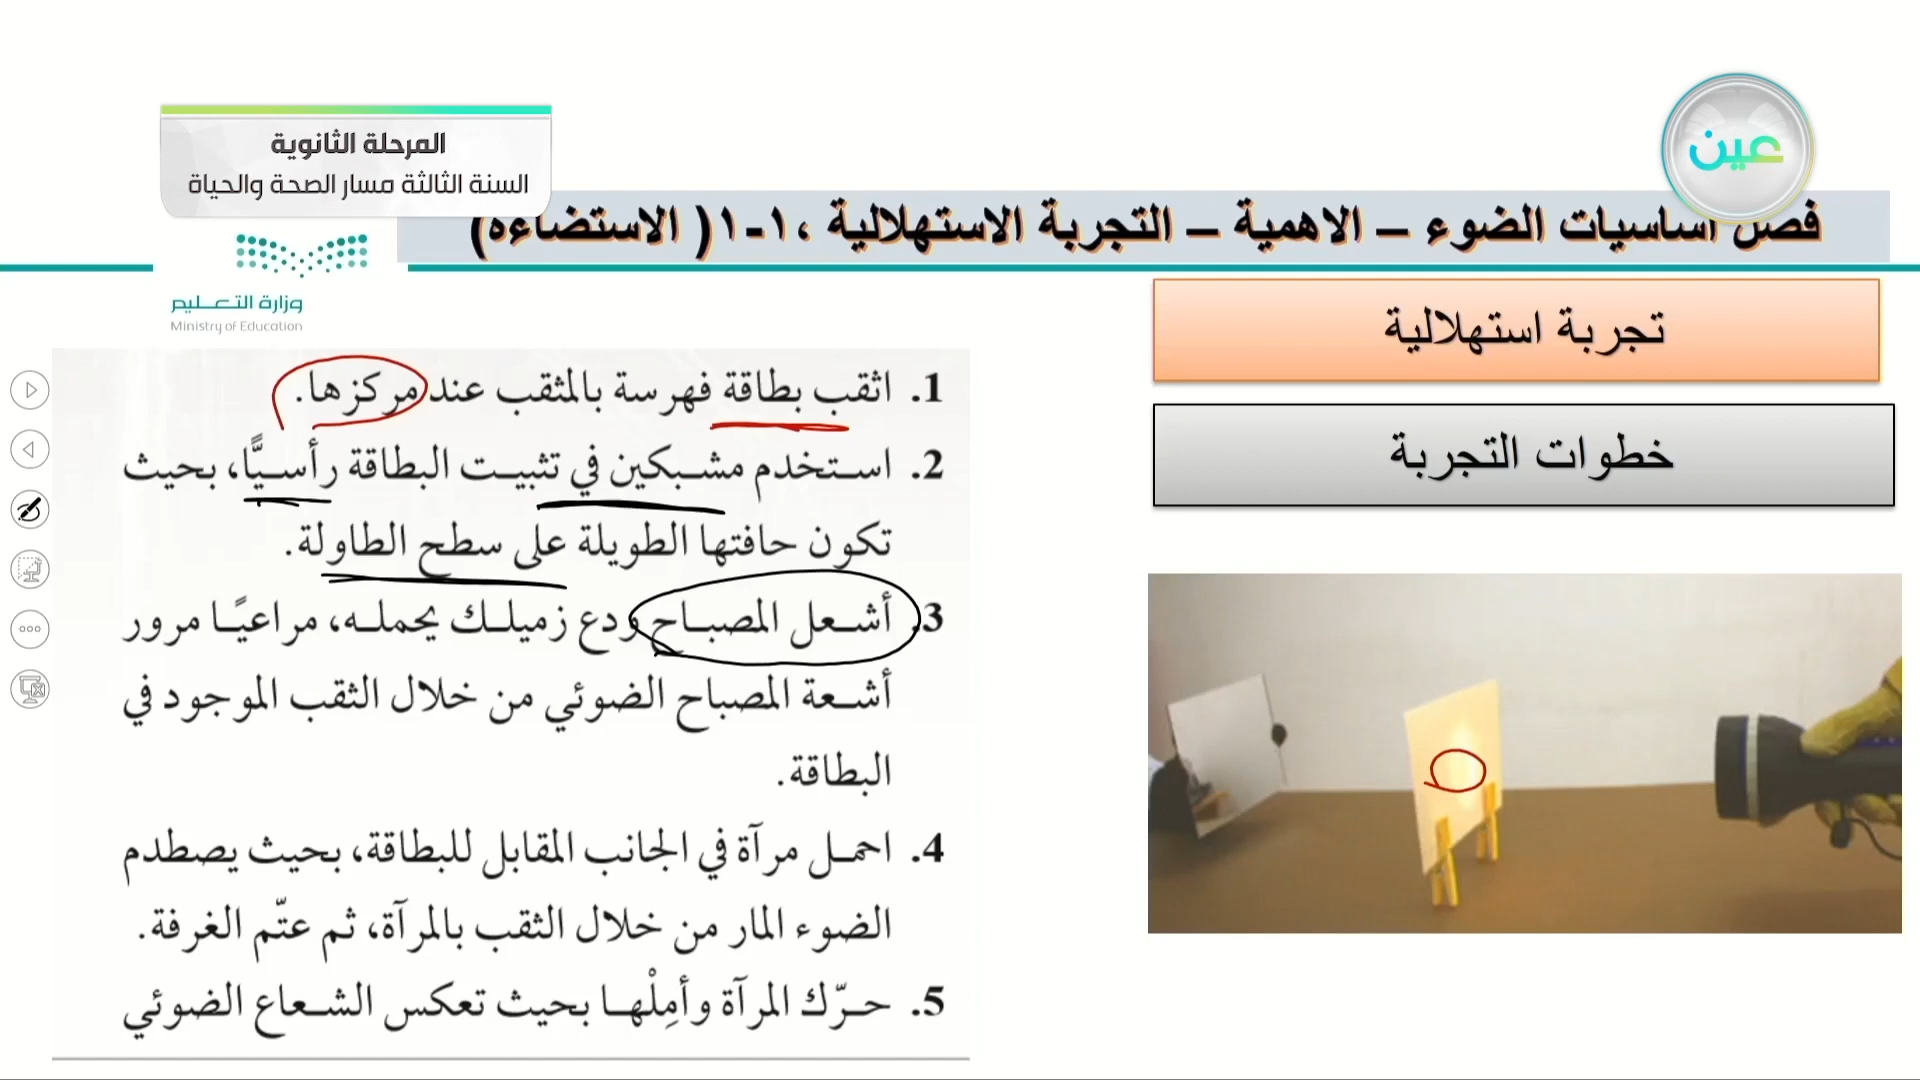 عين
المرحلة الثانوية
السنة الثالثة مسار الصحة والحياة
فصل اساسيات الضوء – الاهمية – التجربة الاستهلالية ،١-١( الاستضاءه)
وزارة التعليم
Ministry of Education
تجربة استهلالية
خطوات التجربة
1. اثقب بطاقة فهرسة بالمثقب عند مركزها.
2. استخدم مشبكين في تثبيت البطاقة رأسيًّا، بحيث
تكون حافتها الطويلة على سطح الطاولة.
3. أشعل المصباح ودع زميلك يحمله، مراعيًا مرور
أشعة المصباح الضوئي من خلال الثقب الموجود في
البطاقة.
4. احمل مرآة في الجانب المقابل للبطاقة، بحيث يصطدم
الضوء المار من خلال الثقب بالمرآة، ثم عتّم الغرفة.
5. حرّك المرآة وأمِلْها بحيث تعكس الشعاع الضوئي